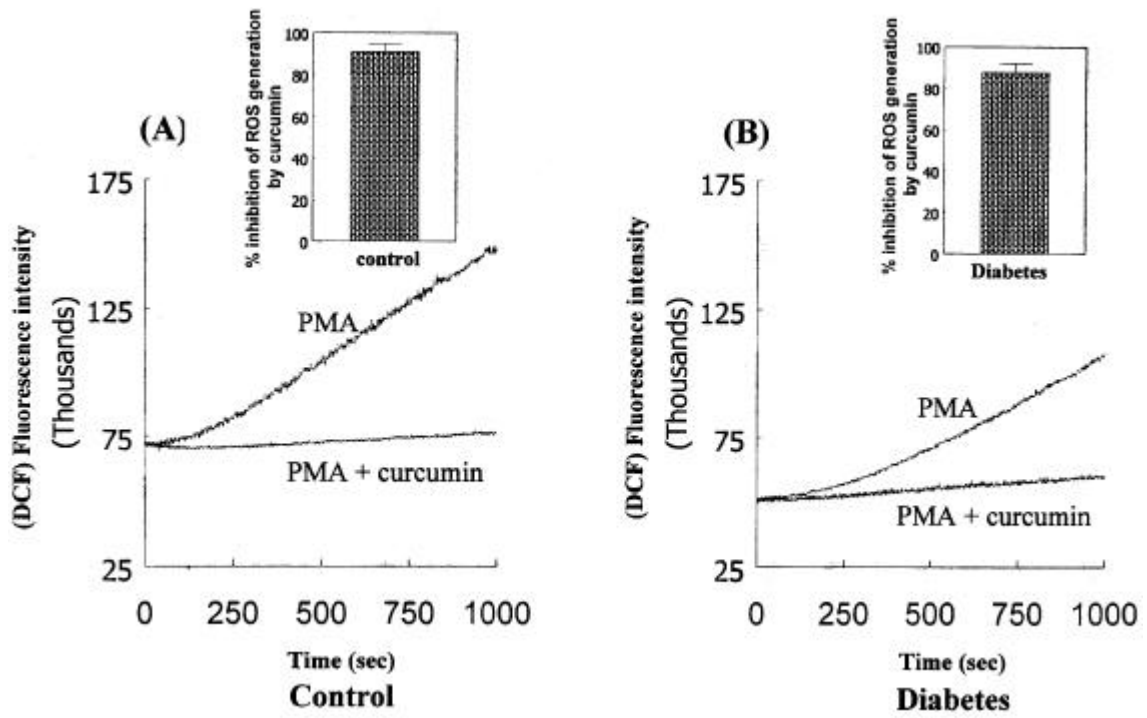 (A)
% inhibition of ROS generation
by curcumin
100
80
60
40
20
0
control
(DCF) Fluorescence intensity
(Thousands)
175
125
75
25
PMA
PMA + curcumin
0 250 500 750 1000
Time (sec)
Control
(B)
% inhibition of ROS generation
by curcumin
100
80
60
40
20
0
Diabetes
(DCF) Fluorescence intensity
(Thousands)
175
125
75
25
PMA
PMA + curcumin
0 250 500 750 1000
Time (sec)
Diabetes